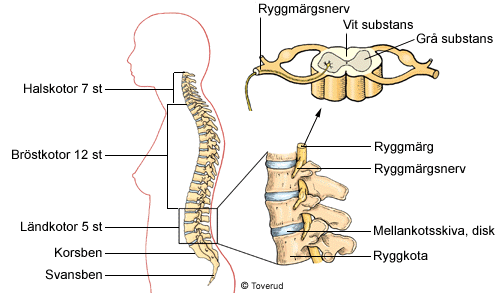 Ryggmärgsnerv
Vit substans
Grå substans
Halskotor 7 st
Bröstkotor 12 st
Ländkotor 5 st
Korsben
Svansben
Ryggmärg
Ryggmärgsnerv
Mellankotsskiva, disk
Ryggkota
© Toverud